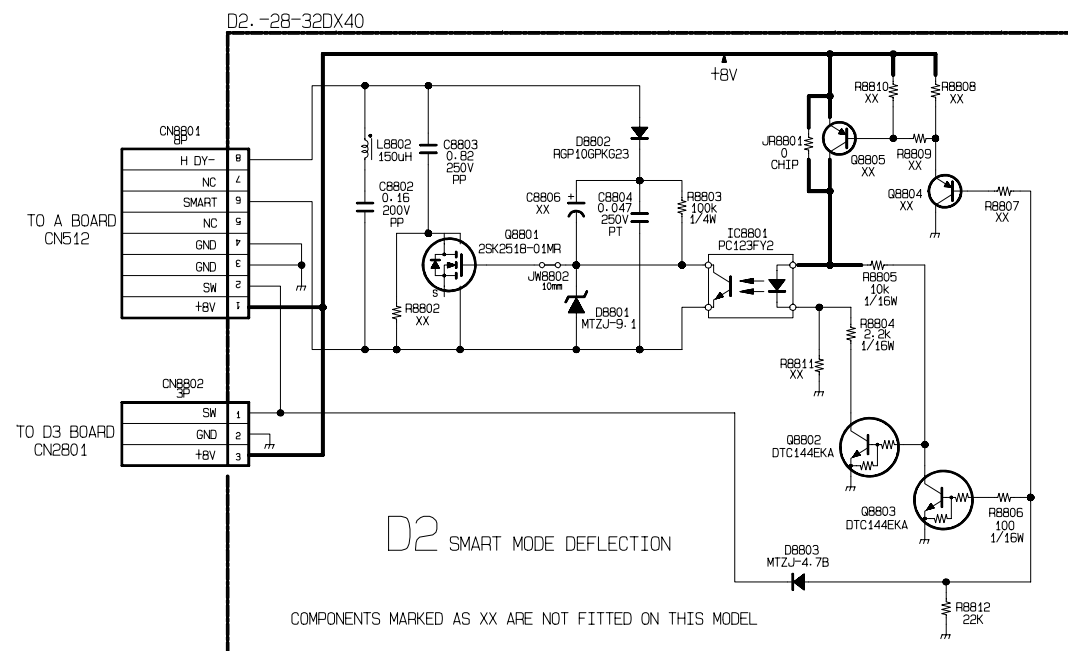 D2.-28-32DX40
+8V
R8810
XX
R8808
XX
CN8801
8P
H DY-
8
NC
7
SMART
6
NC
5
GND
4
GND
3
SW
2
+8V
1
TO A BOARD
CN512
L8802
150uH
C8803
0.82
250V
PP
C8802
0.16
200V
PP
D8802
RGP10GPKG23
JR8801
0
CHIP
Q8805
XX
R8809
XX
Q8804
XX
R8807
XX
C8806
XX
+
C8804
0.047
250V
PT
R8803
100k
1/4W
Q8801
2SK2518-01MR
S
JW8802
10mm
IC8801
PC123FY2
R8802
XX
D8801
MTZJ-9.1
R8805
10k
1/16W
R8804
2.2k
1/16W
R8811
XX
CN8802
3P
SW
1
GND
2
+8V
3
TO D3 BOARD
CN2801
Q8802
DTC144EKA
Q8803
DTC144EKA
R8806
100
1/16W
D2 SMART MODE DEFLECTION
D8803
MTZJ-4.7B
R8812
22K
COMPONENTS MARKED AS XX ARE NOT FITTED ON THIS MODEL